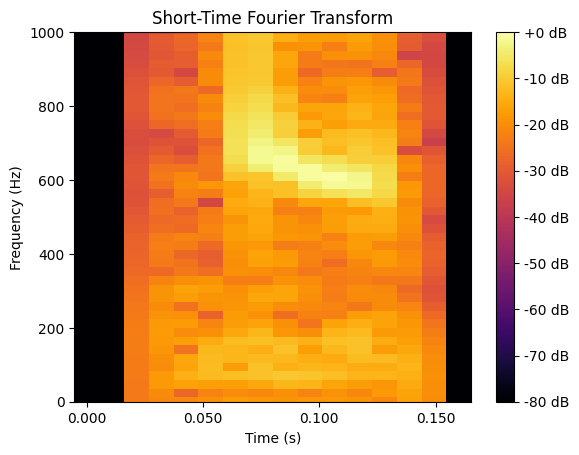 Short-Time Fourier Transform
1000
800
600
400
200
0
Frequency (Hz)
0.000
0.050
0.100
0.150
Time (s)
+0 dB
-10 dB
-20 dB
-30 dB
-40 dB
-50 dB
-60 dB
-70 dB
-80 dB